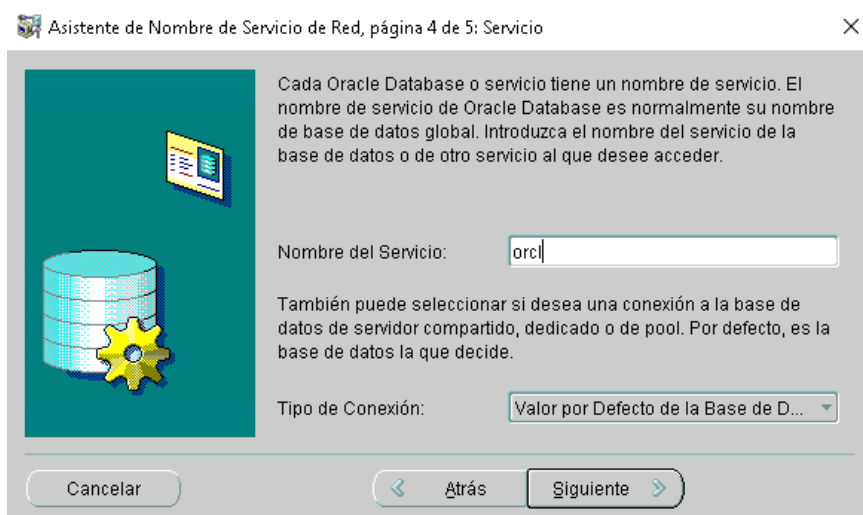 Asistente de Nombre de Servicio de Red, página 4 de 5: Servicio
Cada Oracle Database o servicio tiene un nombre de servicio. El
nombre de servicio de Oracle Database es normalmente su nombre
de base de datos global. Introduzca el nombre del servicio de la
base de datos o de otro servicio al que desee acceder.
Nombre del Servicio: orcl
También puede seleccionar si desea una conexión a la base de
datos de servidor compartido, dedicado o de pool. Por defecto, es la
base de datos la que decide.
Tipo de Conexión: Valor por Defecto de la Base de D...
Cancelar Atrás Siguiente